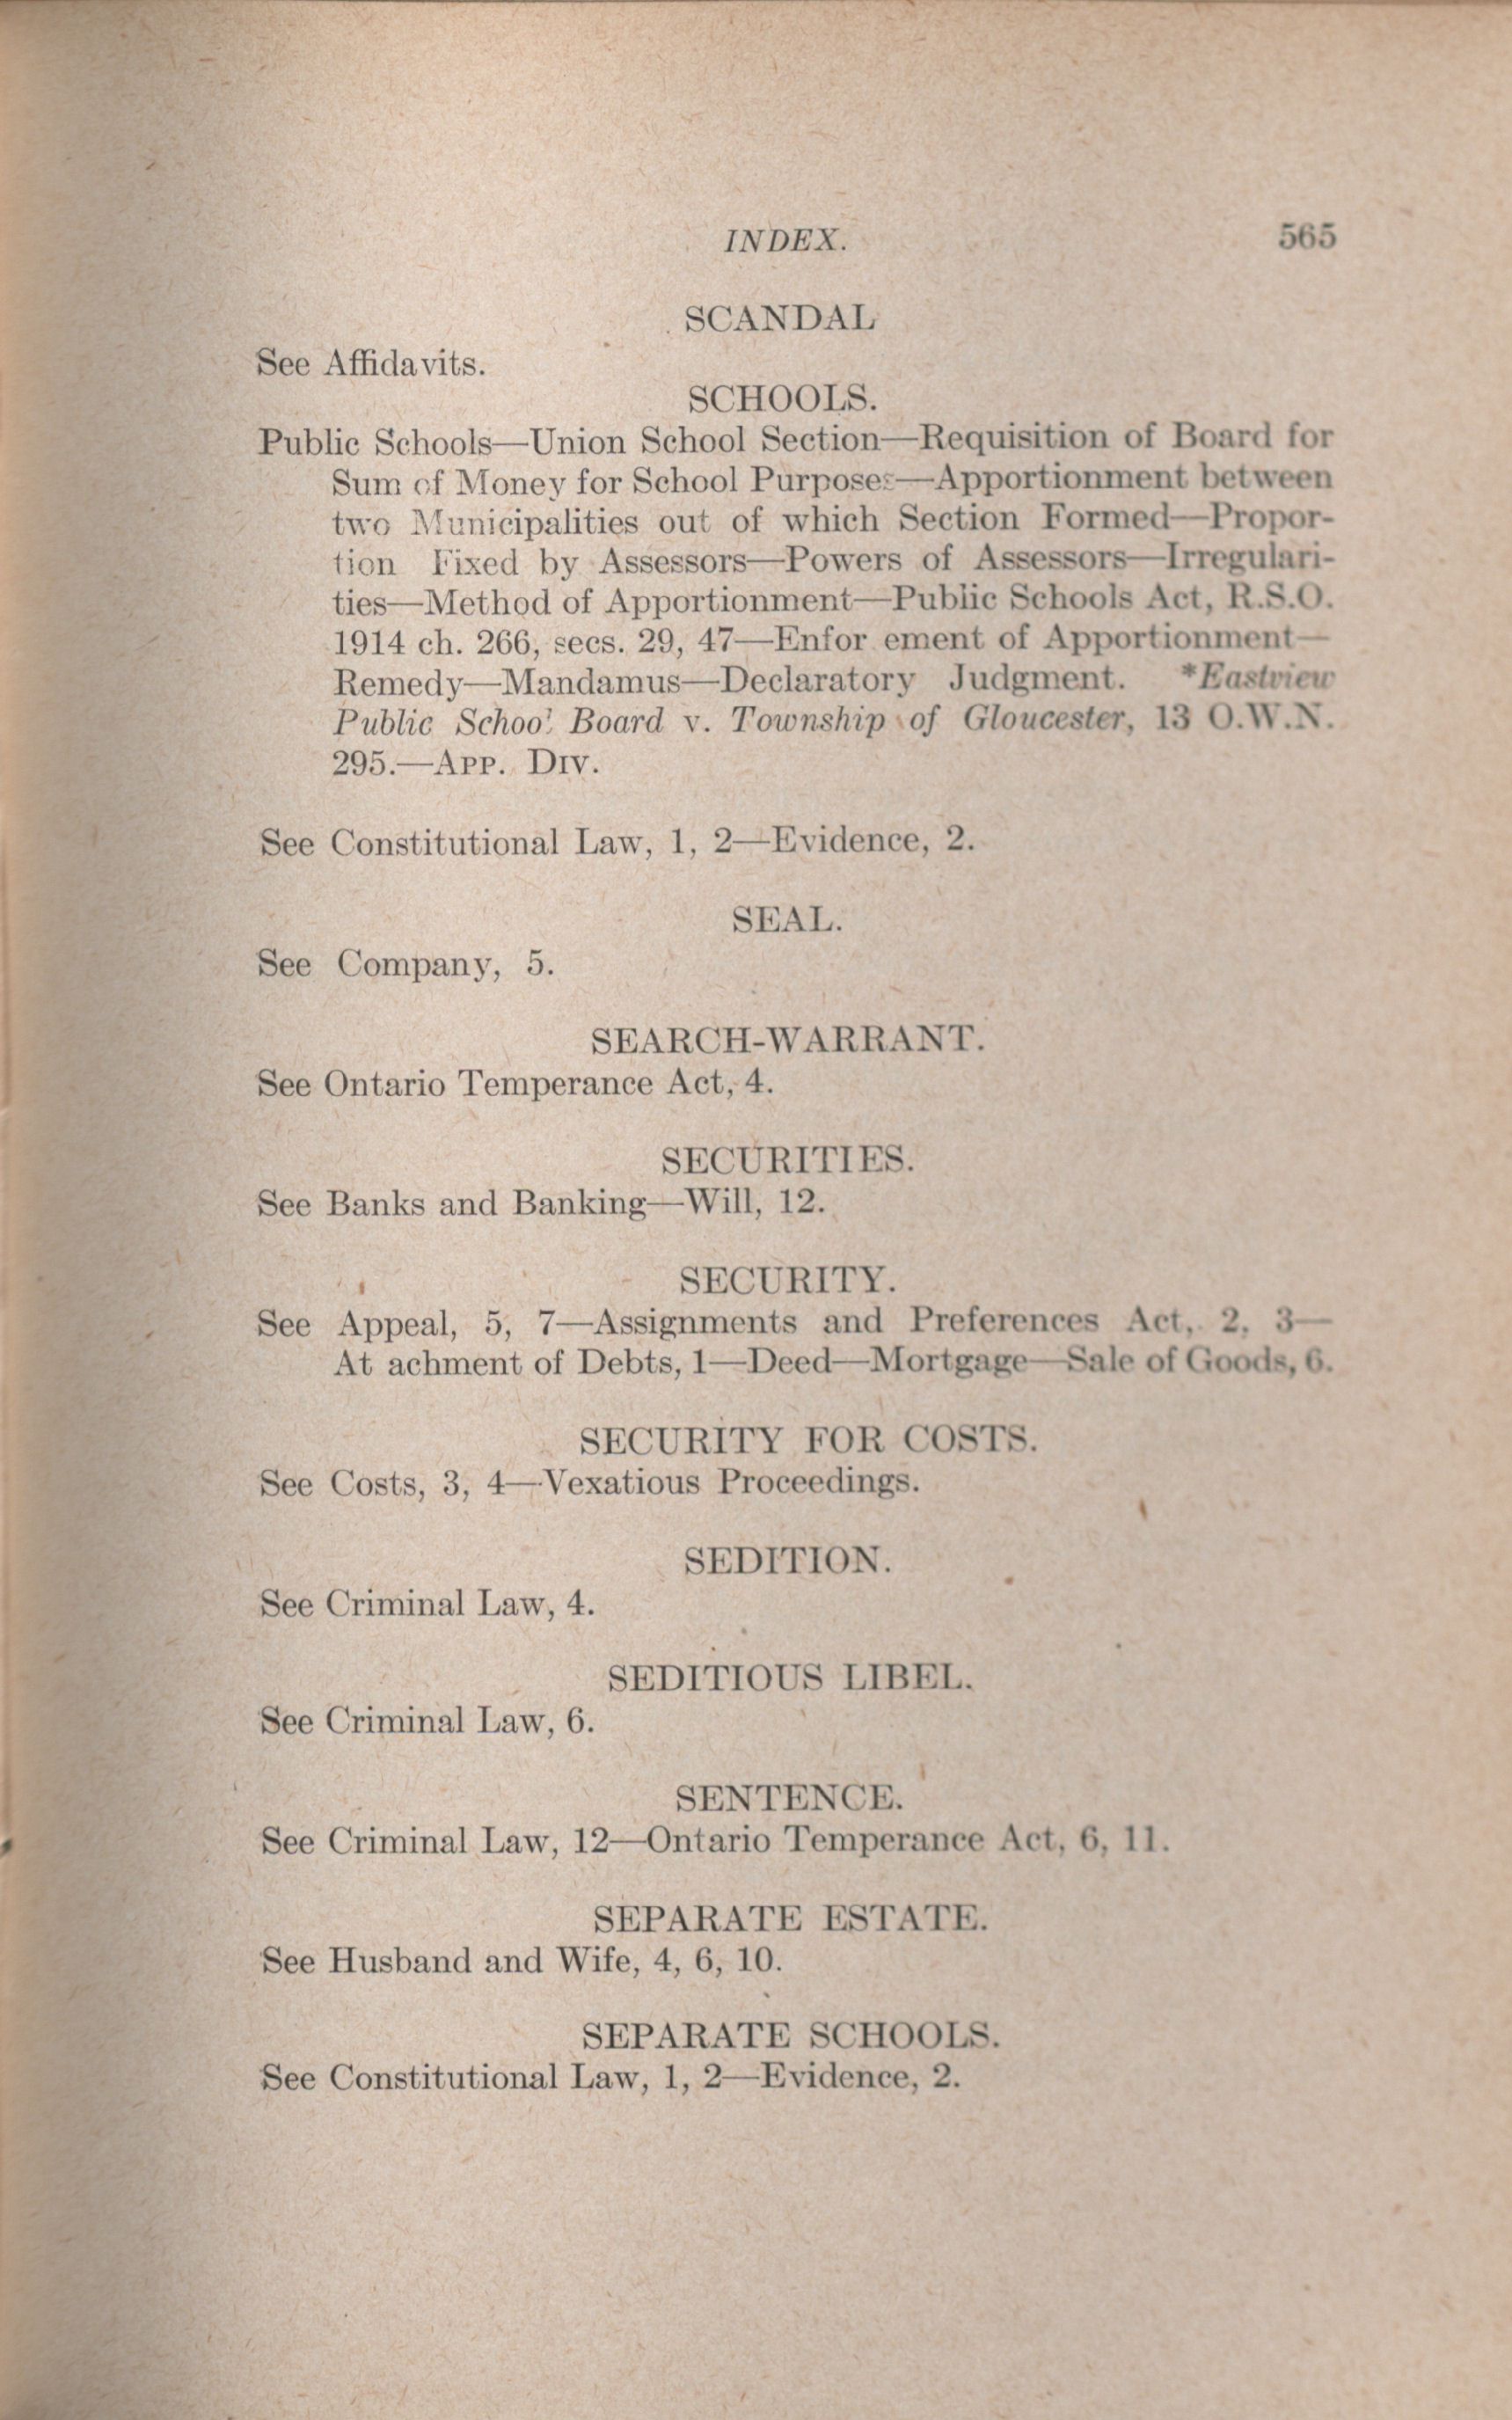 INDEX. 565
SCANDAL
See Affidavits.
SCHOOLS.
Public Schools—Union School Section—Requisition of Board for
Sum of Money for School Purposes—Apportionment between
two Municipalities out of which Section Formed—Propor-
tion Fixed by Assessors—Powers of Assessors—Irregulari-
ties—Method of Apportionment—Public Schools Act, R.S.O.
1914 ch. 266, secs. 29, 47—Enfor ement of Apportionment—
Remedy—Mandamus—Declaratory Judgment. *Eastview
Public School Board v. Township of Gloucester, 13 O.W.N.
295.—App. Div.
See Constitutional Law, 1, 2—Evidence, 2.
SEAL.
See Company, 5.
SEARCH-WARRANT.
See Ontario Temperance Act, 4.
SECURITIES.
See Banks and Banking—Will, 12.
SECURITY.
See Appeal, 5, 7—Assignments and Preferences Act, 2, 3—
At achment of Debts, 1—Deed—Mortgage—Sale of Goods, 6.
SECURITY FOR COSTS.
See Costs, 3, 4—Vexatious Proceedings.
SEDITION.
See Criminal Law, 4.
SEDITIOUS LIBEL.
See Criminal Law, 6.
SENTENCE.
See Criminal Law, 12—Ontario Temperance Act, 6, 11.
SEPARATE ESTATE.
See Husband and Wife, 4, 6, 10.
SEPARATE SCHOOLS.
See Constitutional Law, 1, 2—Evidence, 2.